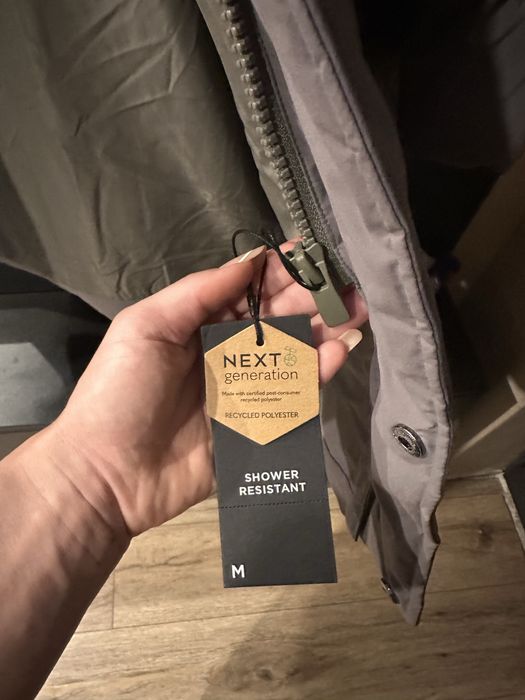 NEXT
generation
Made with certified post-consumer
recycled polyester
RECYCLED POLYESTER
SHOWER
RESISTANT
M